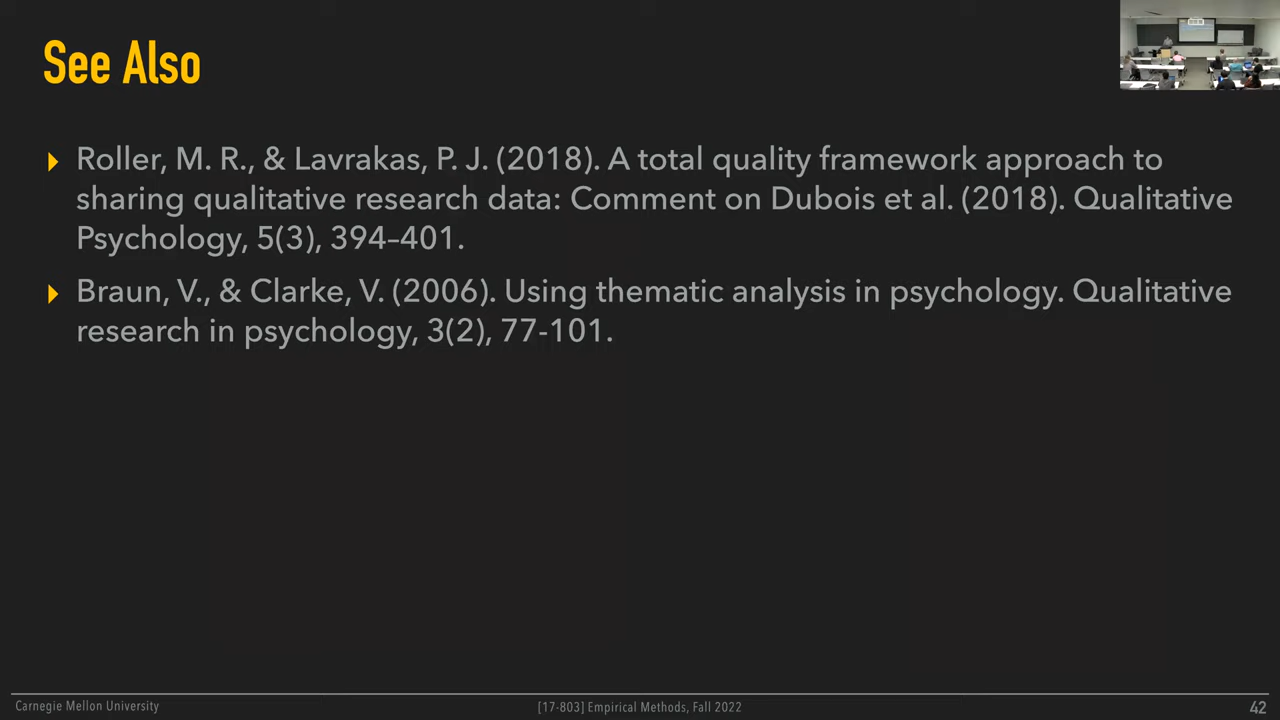 See Also
Roller, M. R., & Lavrakas, P. J. (2018). A total quality framework approach to
sharing qualitative research data: Comment on Dubois et al. (2018). Qualitative
Psychology, 5(3), 394–401.
Braun, V., & Clarke, V. (2006). Using thematic analysis in psychology. Qualitative
research in psychology, 3(2), 77-101.
Carnegie Mellon University
[17-803] Empirical Methods, Fall 2022
42